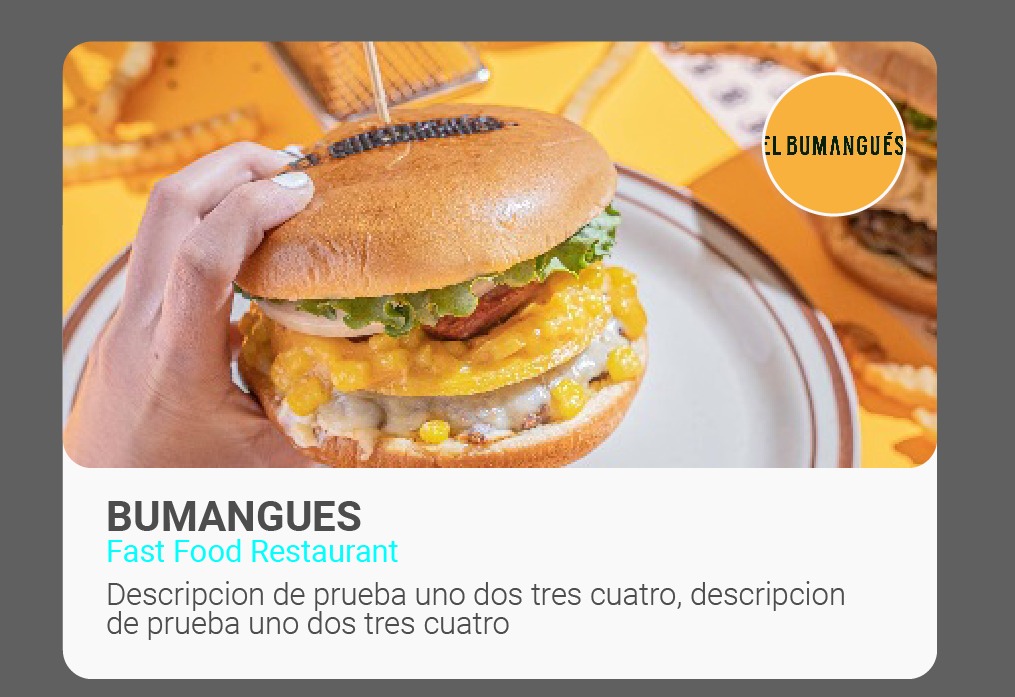 EL BUMANGUÉS
BUMANGUES
Fast Food Restaurant
Descripcion de prueba uno dos tres cuatro, descripcion
de prueba uno dos tres cuatro